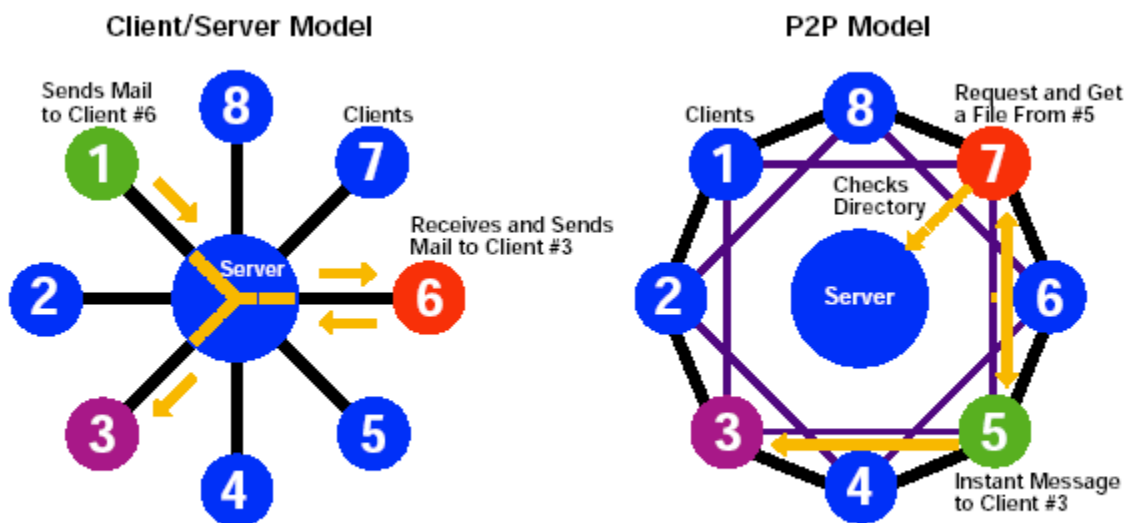 Client/Server Model
Sends Mail
to Client #6
8
Clients
1
7
Receives and Sends
Mail to Client #3
Server
2
6
3
5
4
P2P Model
Request and Get
a File From #5
Clients
8
1
7
Checks
Directory
2
Server
6
3
5
4
Instant Message
to Client #3